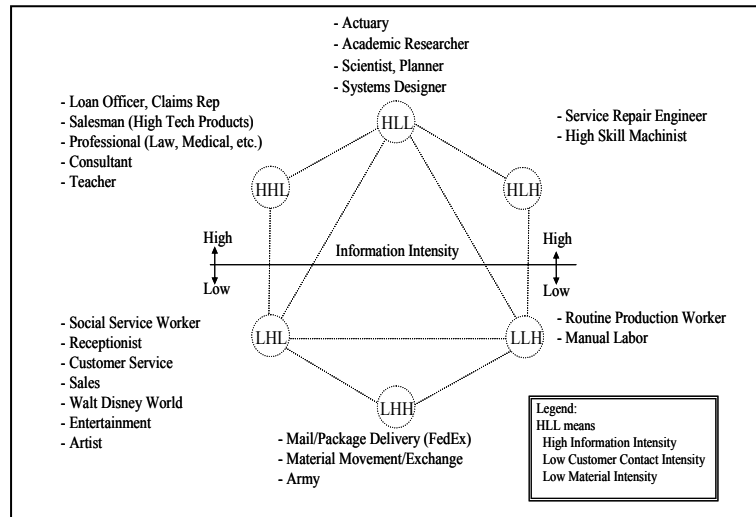 - Actuary
- Academic Researcher
- Scientist, Planner
- Systems Designer
- Loan Officer, Claims Rep
- Salesman (High Tech Products)
- Professional (Law, Medical, etc.)
- Consultant
- Teacher
- Service Repair Engineer
- High Skill Machinist
HLL
HHL
HLH
High
Information Intensity
High
Low
Low
- Social Service Worker
- Receptionist
- Customer Service
- Sales
- Walt Disney World
- Entertainment
- Artist
LHL
LLH
- Routine Production Worker
- Manual Labor
LHH
- Mail/Package Delivery (FedEx)
- Material Movement/Exchange
- Army
Legend:
HLL means
High Information Intensity
Low Customer Contact Intensity
Low Material Intensity